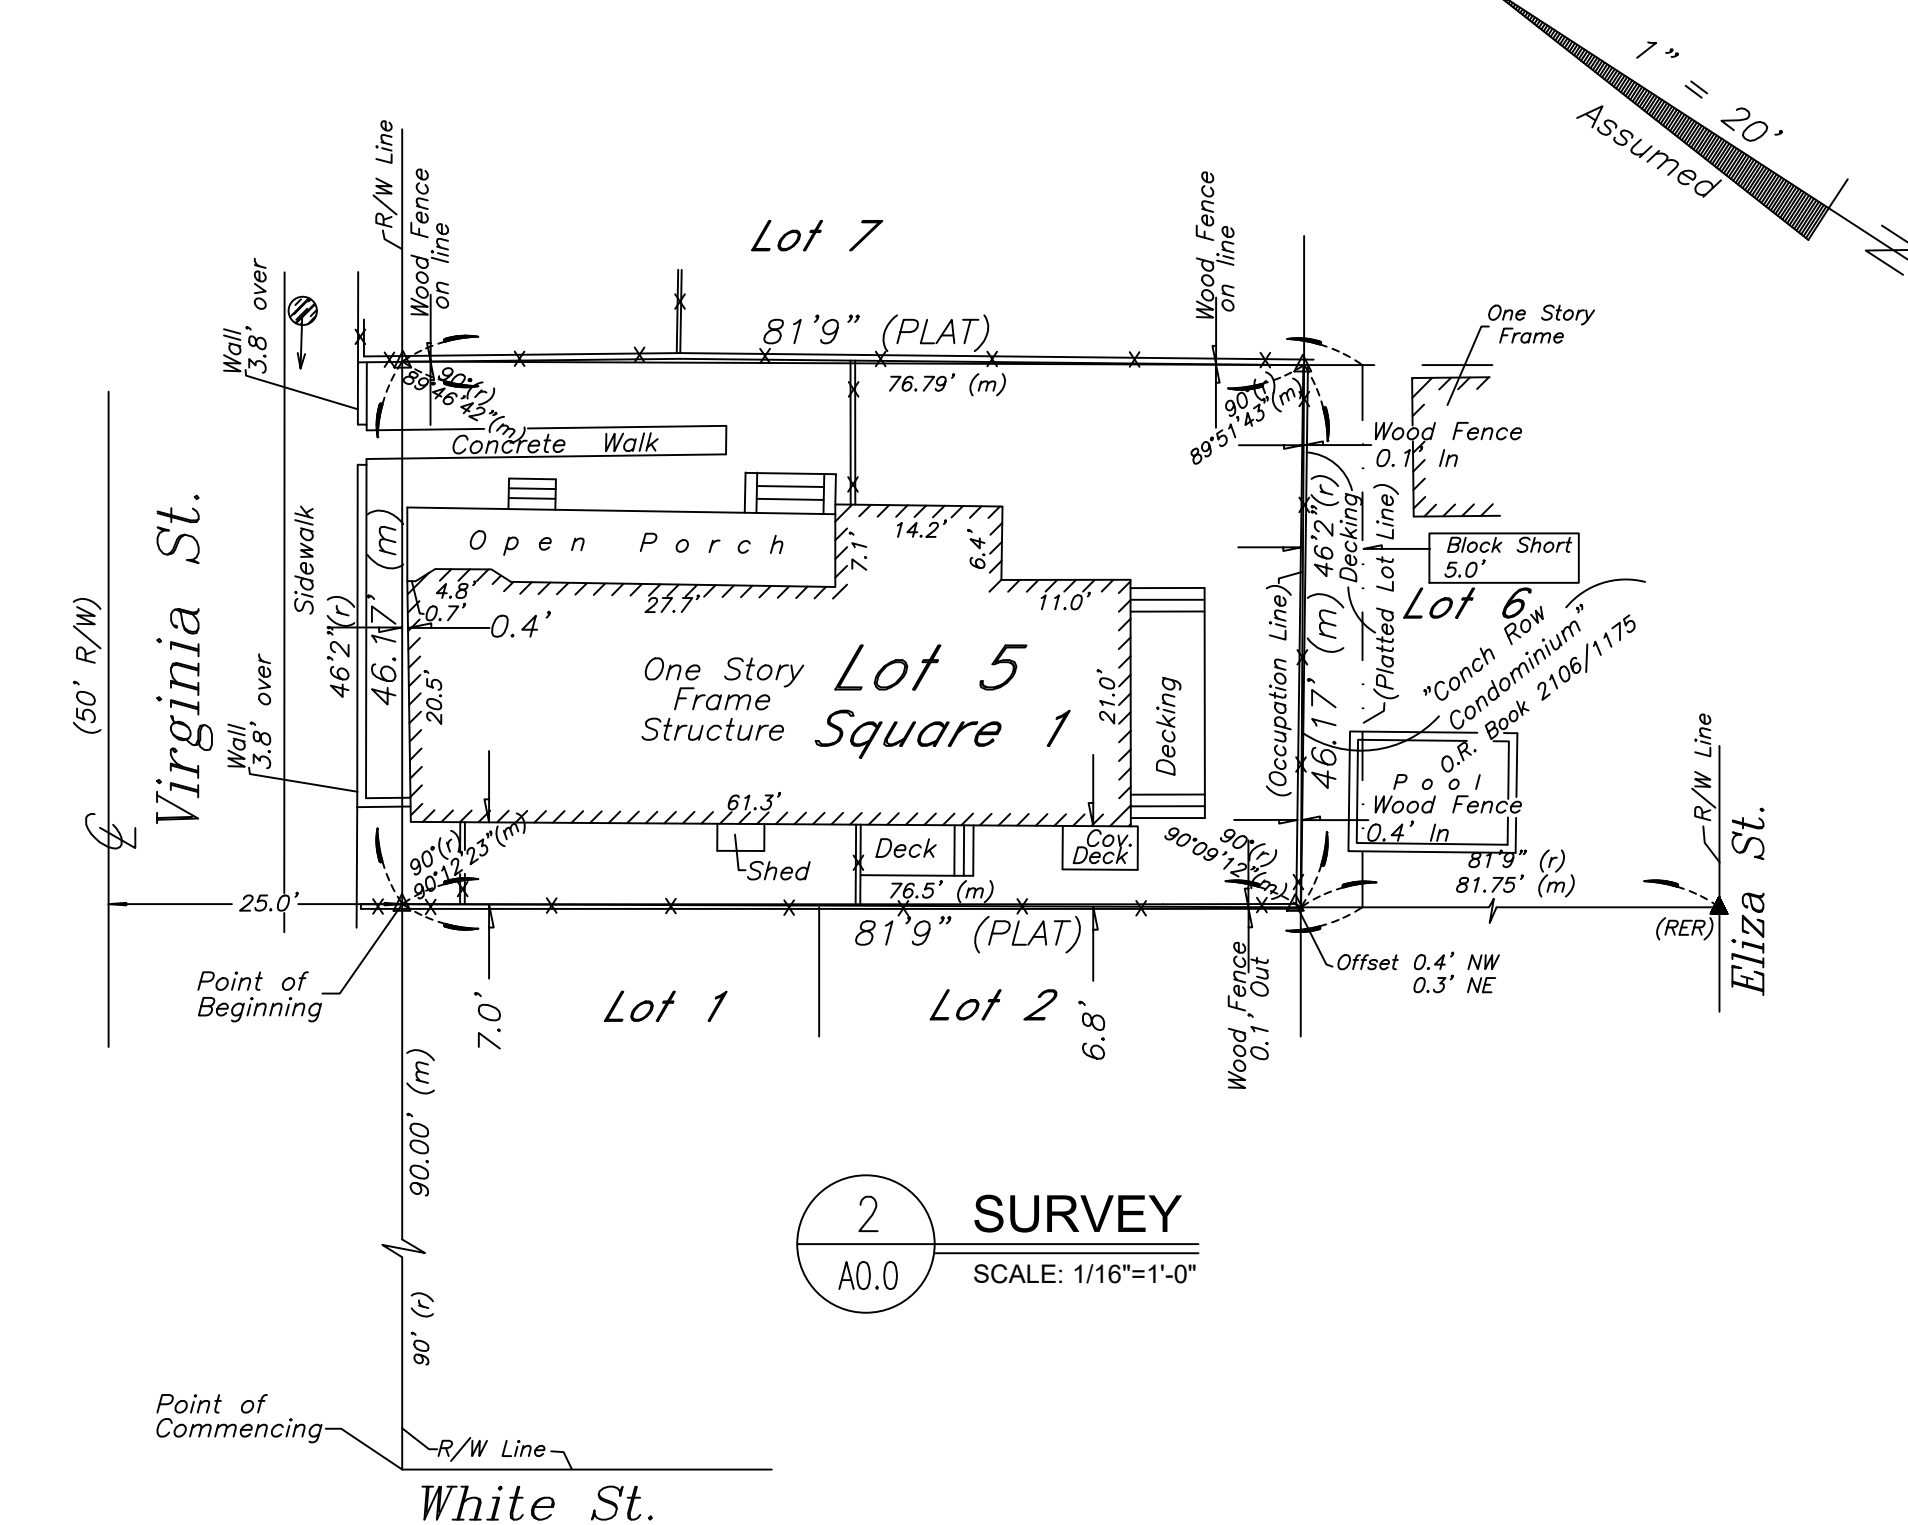 1" = 20'
Assumed
N
R/W Line
Wood Fence
on line
Lot 7
Wood Fence
on line
Wall
3.8' over
81'9" (PLAT)
76.79' (m)
90°(r)
89°46'42"(m)
90°(r)
89°51'43"(m)
One Story
Frame
Wood Fence
0.1' In
Concrete Walk
Open Porch
14.2'
7.1'
6.4'
4.8'
0.7'
27.7'
11.0'
0.4'
Sidewalk
46'2"(r)
46.17' (m)
20.5'
Virginia St.
(50' R/W)
Wall
3.8' over
One Story
Frame
Structure
Lot 5
Square 1
21.0'
Decking
61.3'
(Occupation Line)
46'2"(r)
46.17' (m)
Decking
(Platted Lot Line)
Block Short
5.0'
Lot 6
"Conch Row
Condominium"
O.R. Book 2106/1175
Pool
Wood Fence
0.4' In
81'9" (r)
81.75' (m)
R/W Line
Eliza St.
(RER)
90°(r)
90°12'23"(m)
Shed
Deck
Cov.
Deck
90°(r)
90°09'12"(m)
76.5' (m)
81'9" (PLAT)
℄
25.0'
Point of
Beginning
7.0'
Lot 1
Lot 2
6.8'
Wood Fence
0.1' Out
Offset 0.4' NW
0.3' NE
90.00' (m)
90' (r)
2
A0.0
SURVEY
SCALE: 1/16"=1'-0"
Point of
Commencing
R/W Line
White St.